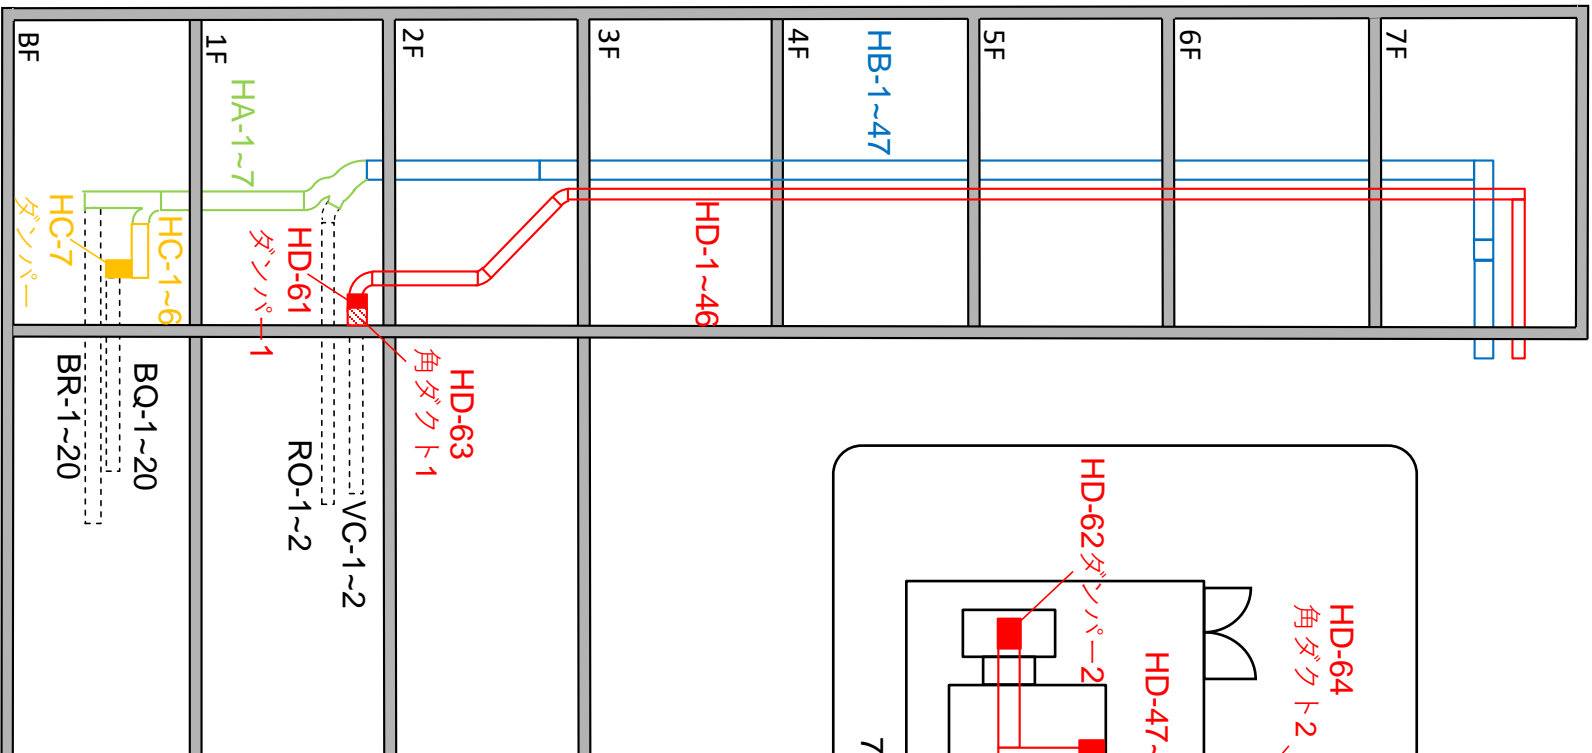 7F
6F
5F
4F
3F
2F
1F
BF
HB-1~47
HA-1~7
HD-1~46
HC-1~6
HC-7
ダンパー
HD-61
ダンパー1
HD-63
角ダクト1
BQ-1~20
BR-1~20
RO-1~2
VC-1~2
HD-62ダンパー2
HD-64
角ダクト2
HD-47~
7